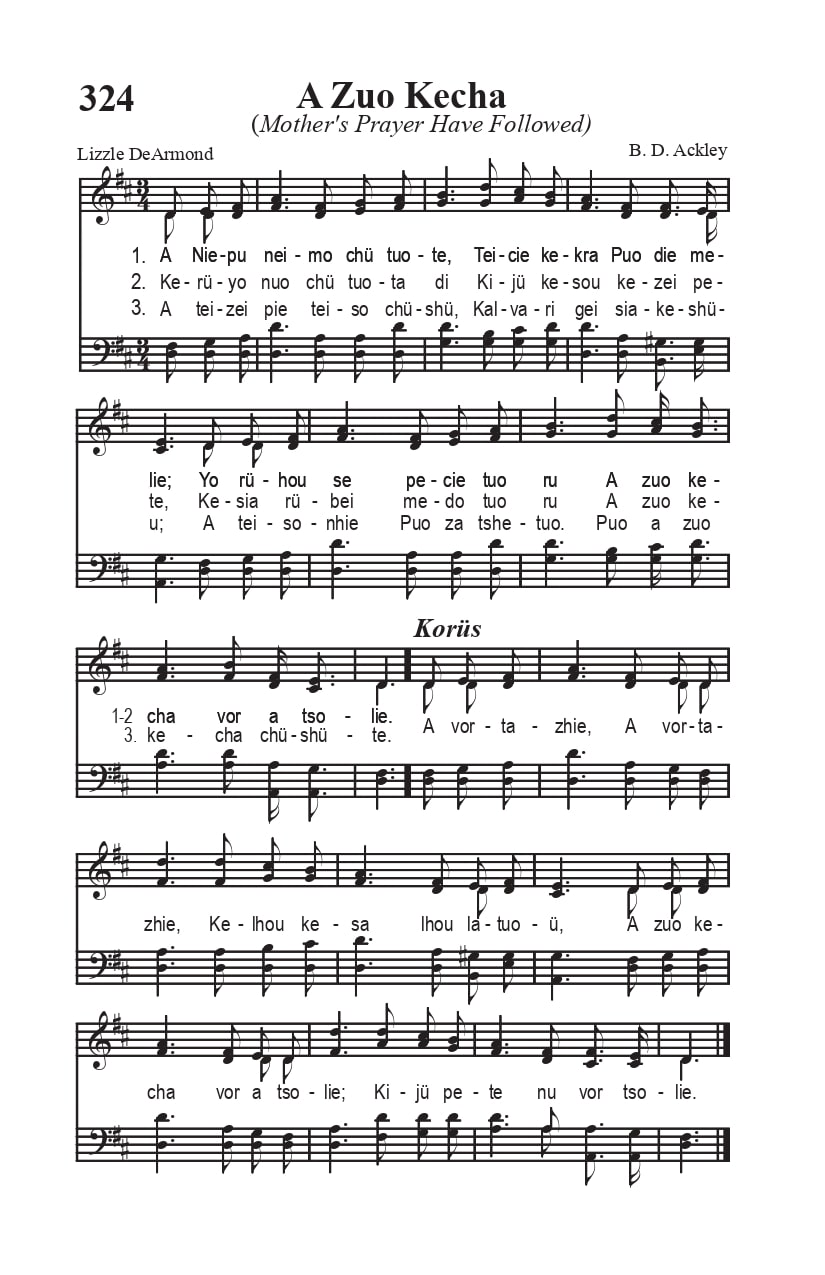 324
A Zuo Kecha
(Mother's Prayer Have Followed)
Lizzle DeArmond
B. D. Ackley
1. A Niepu neimo chü tuo-te, Tei-cie ke-kra Puo die me-
2. Ke-rü-yo nuo chü tuo-ta di Ki-jü ke-sou ke-zei pe-
3. A tei-zei pie tei-so chü-shü, Kal-va-ri gei sia-ke-shü-
lie; Yo rü-hou se pe-cie tuo ru A zuo ke-
te, Ke-sia rü-bei me-do tuo ru A zuo ke-
u; A tei-so-nhie Puo za tshe-tuo. Puo a zuo
Korüs
1-2 cha vor a tso-lie.
3. ke-cha chü-shü-te.
A vor-ta-zhie, A vor-ta-
zhie, Ke-lhou ke-sa lhou la-tuo-ü, A zuo ke-
cha vor a tso-lie; Ki-jü pe-te nu vor tso-lie.